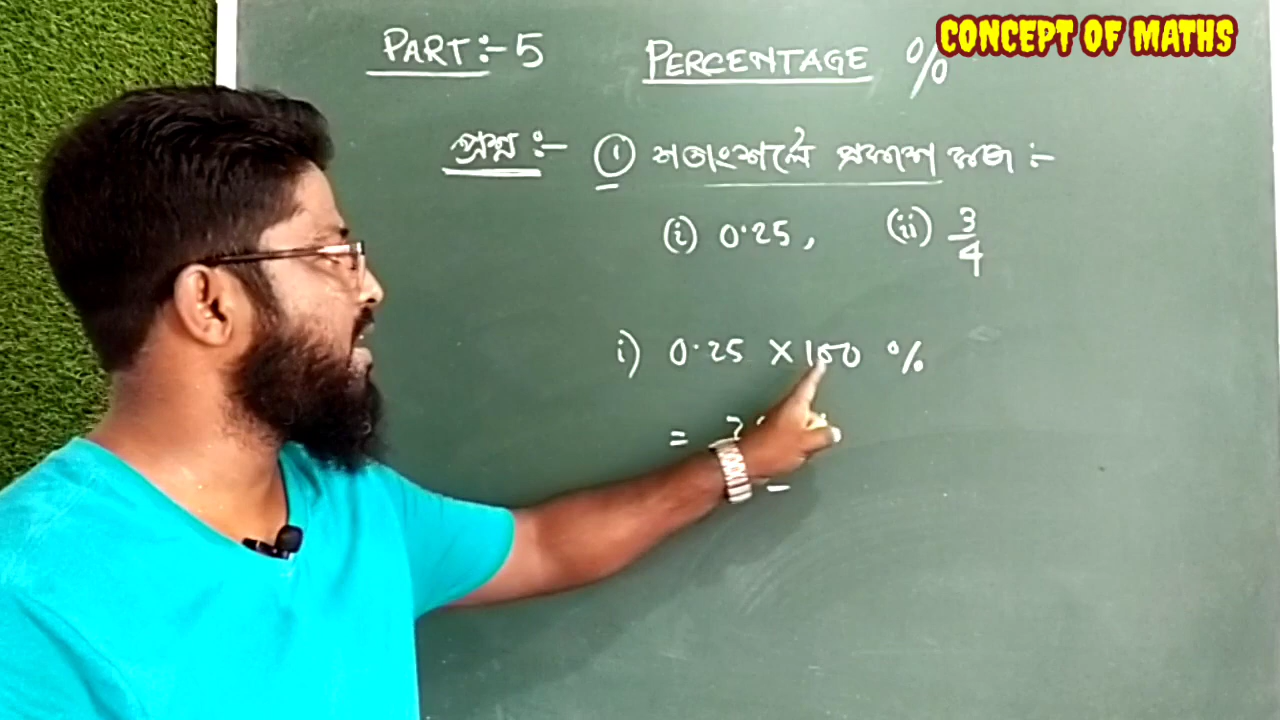 PART:- 5 PERCENTAGE % CONCEPT OF MATHS
প্ৰশ্ন :- ① শতাংশলৈ প্ৰকাশ কৰা :-
(i) 0.25, (ii) 3/4
i) 0.25 × 100 %
=